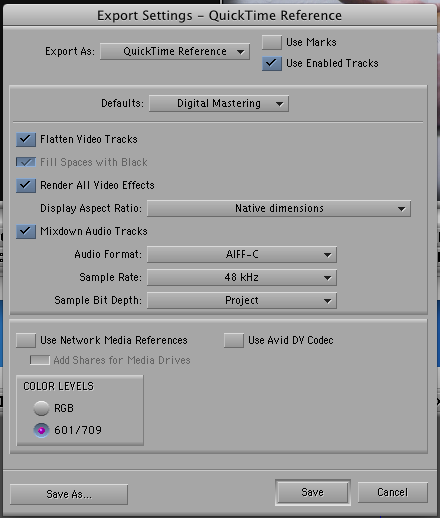 Export Settings - QuickTime Reference
Export As: QuickTime Reference
Use Marks
Use Enabled Tracks
Defaults: Digital Mastering
Flatten Video Tracks
Fill Spaces with Black
Render All Video Effects
Display Aspect Ratio: Native dimensions
Mixdown Audio Tracks
Audio Format: AIFF-C
Sample Rate: 48 kHz
Sample Bit Depth: Project
Use Network Media References Use Avid DV Codec
Add Shares for Media Drives
COLOR LEVELS
RGB
601/709
Save As... Save Cancel